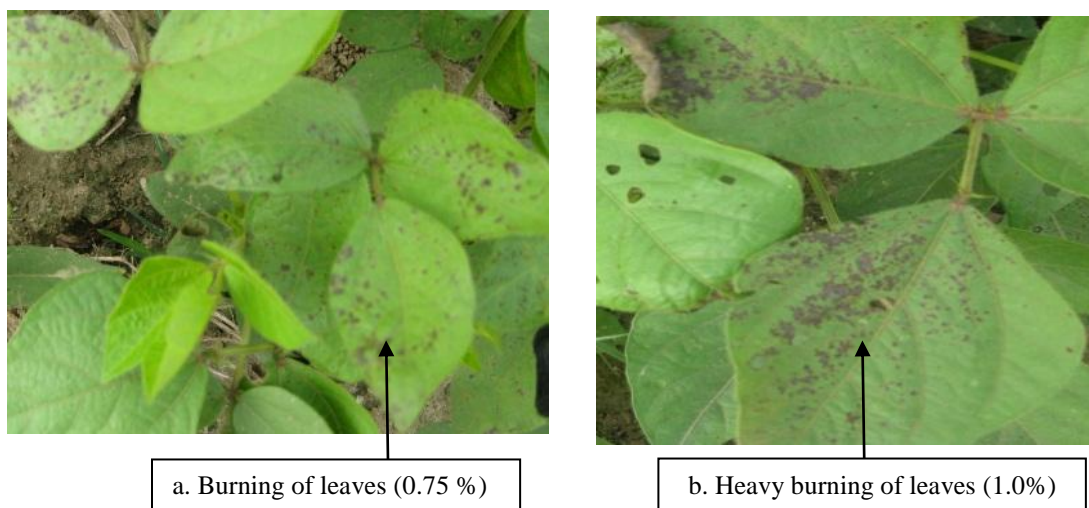 a. Burning of leaves (0.75 %)
b. Heavy burning of leaves (1.0%)